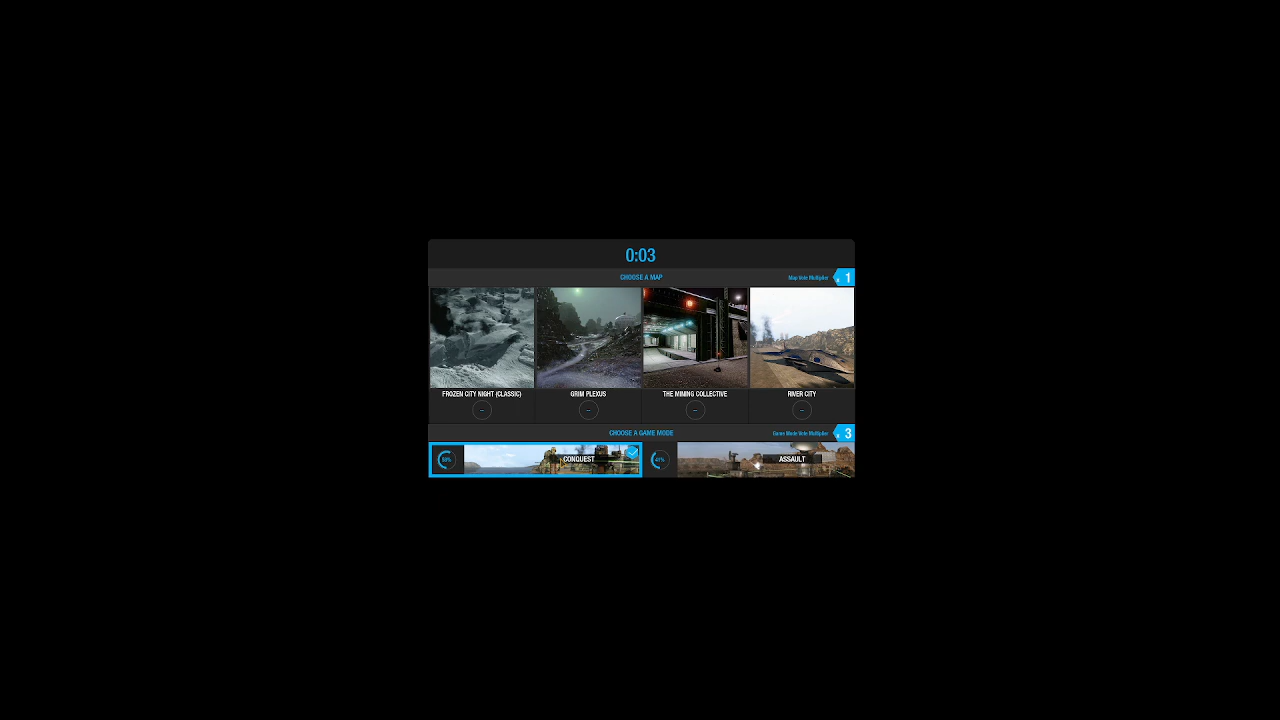 0:03
CHOOSE A MAP
Map Vote Multiplier
1
FROZEN CITY NIGHT (CLASSIC)
GRIM PLEXUS
THE MINING COLLECTIVE
RIVER CITY
CHOOSE A GAME MODE
Game Mode Vote Multiplier
3
CONQUEST
41%
ASSAULT